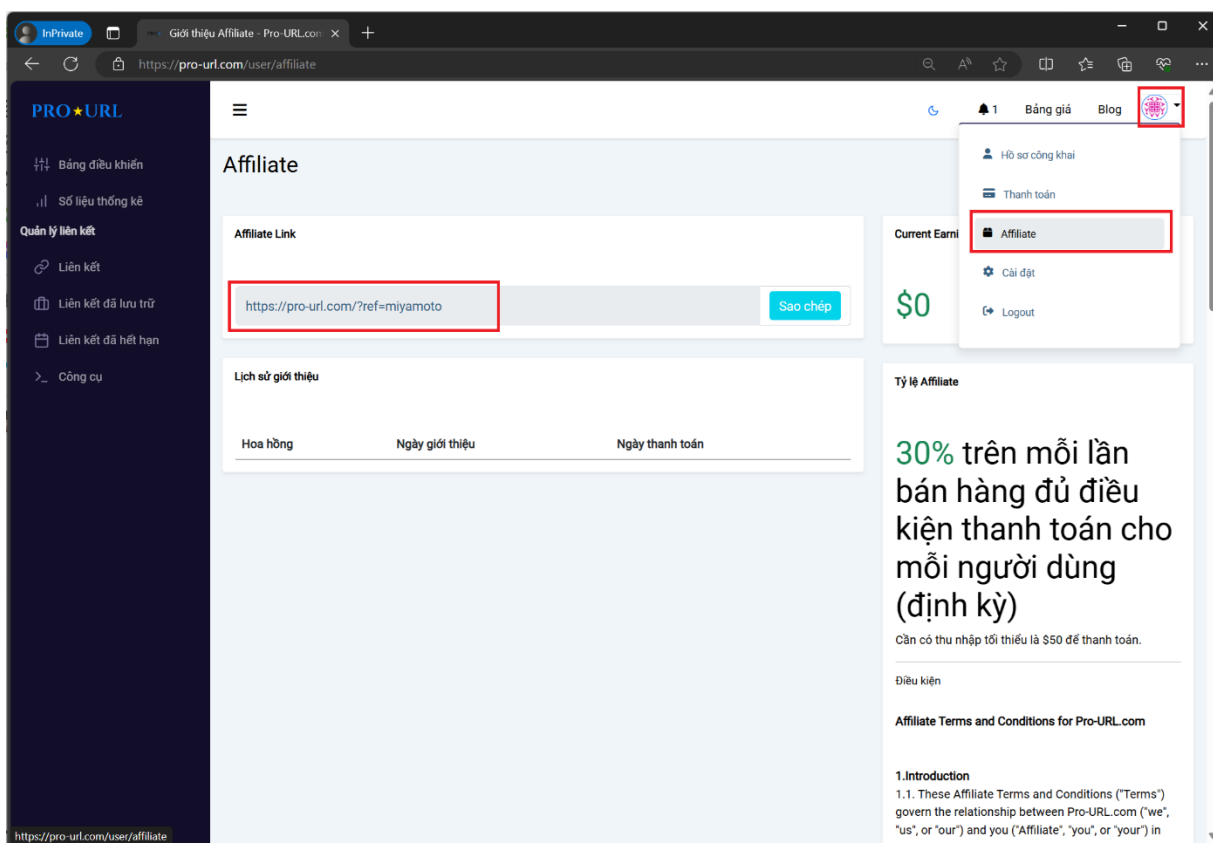 InPrivate
Giới thiệu Affiliate - Pro-URL.com
https://pro-url.com/user/affiliate
PRO★URL
1 Bảng giá Blog
Bảng điều khiển
Số liệu thống kê
Quản lý liên kết
Liên kết
Liên kết đã lưu trữ
Liên kết đã hết hạn
Công cụ
Affiliate
Hồ sơ công khai
Thanh toán
Affiliate
Cài đặt
Logout
Affiliate Link
https://pro-url.com/?ref=miyamoto
Sao chép
Current Earni
$0
Lịch sử giới thiệu
Hoa hồng Ngày giới thiệu Ngày thanh toán
Tỷ lệ Affiliate
30% trên mỗi lần
bán hàng đủ điều
kiện thanh toán cho
mỗi người dùng
(định kỳ)
Cần có thu nhập tối thiểu là $50 để thanh toán.
Điều kiện
Affiliate Terms and Conditions for Pro-URL.com
1.Introduction
1.1. These Affiliate Terms and Conditions ("Terms")
govern the relationship between Pro-URL.com ("we",
"us", or "our") and you ("Affiliate", "you", or "your") in
https://pro-url.com/user/affiliate